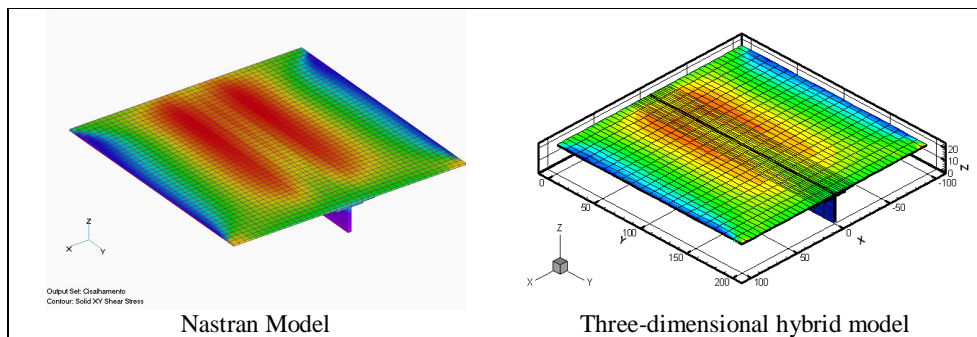 Z
X
Y
Output Set: Cisalhamento
Contour: Solid XY Shear Stress
Nastran Model
20
10
0
Z
-100
-50
0
X
50
100
0
50
100
Y
150
200
Z
X
Y
Three-dimensional hybrid model